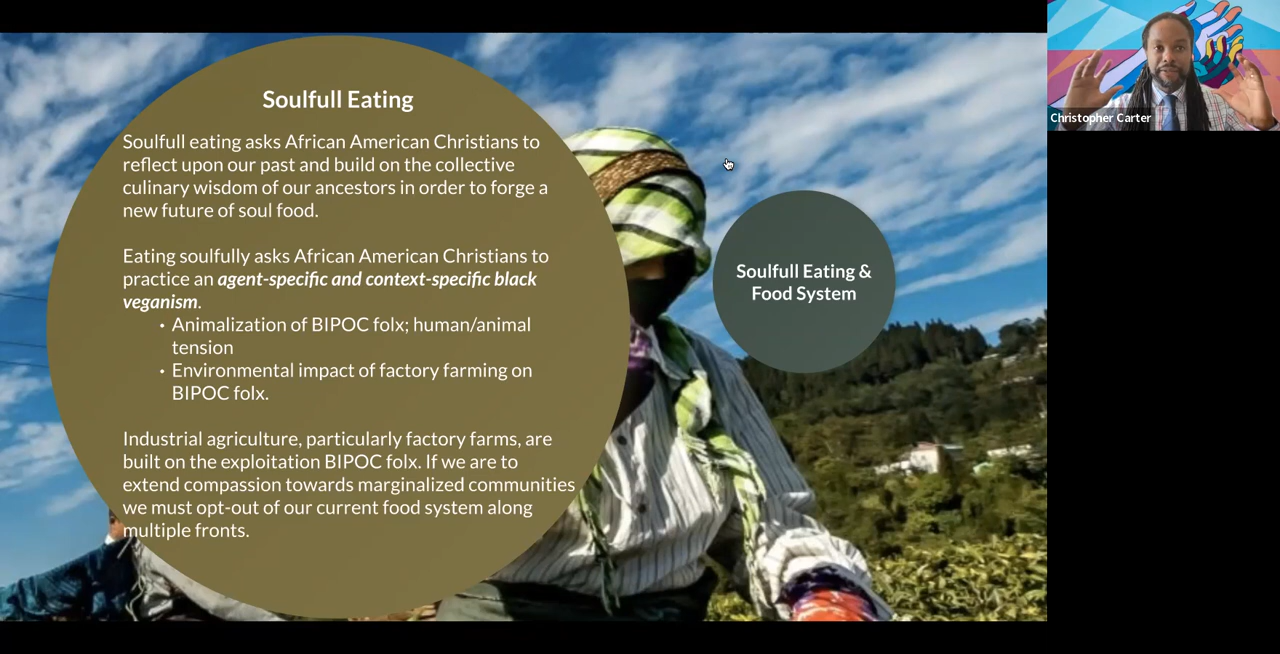 Soulfull Eating
Soulfull eating asks African American Christians to
reflect upon our past and build on the collective
culinary wisdom of our ancestors in order to forge a
new future of soul food.
Eating soulfully asks African American Christians to
practice an agent-specific and context-specific black
veganism.
• Animalization of BIPOC folx; human/animal
tension
• Environmental impact of factory farming on
BIPOC folx.
Industrial agriculture, particularly factory farms, are
built on the exploitation BIPOC folx. If we are to
extend compassion towards marginalized communities
we must opt-out of our current food system along
multiple fronts.
Soulfull Eating &
Food System
Christopher Carter